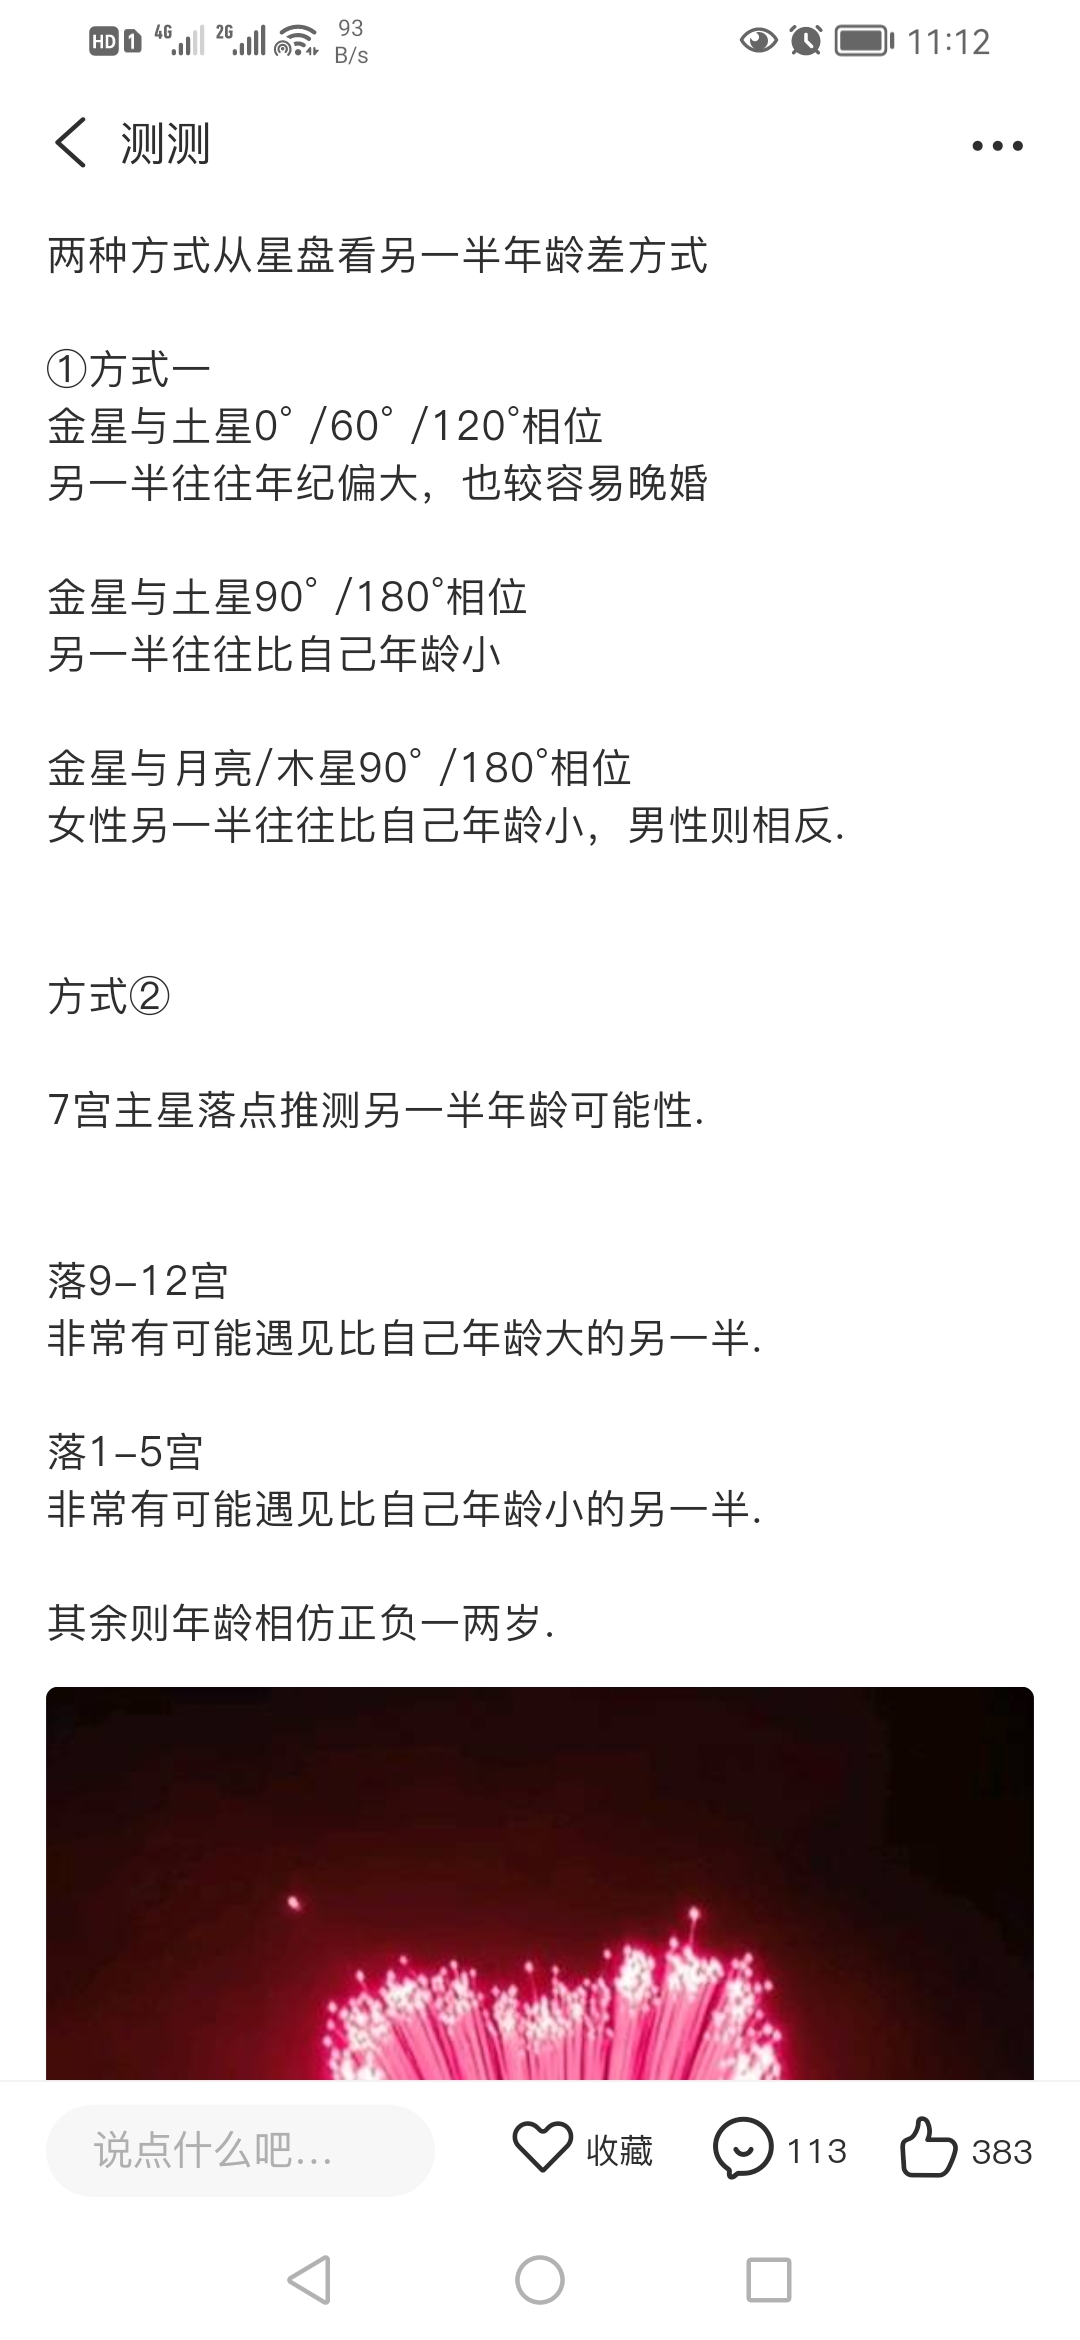 HD 1 4G 2G 93 B/s 11:12
测测
两种方式从星盘看另一半年龄差方式
①方式一
金星与土星0° /60° /120°相位
另一半往往年纪偏大，也较容易晚婚
金星与土星90° /180°相位
另一半往往比自己年龄小
金星与月亮/木星90° /180°相位
女性另一半往往比自己年龄小，男性则相反.
方式②
7宫主星落点推测另一半年龄可能性.
落9-12宫
非常有可能遇见比自己年龄大的另一半.
落1-5宫
非常有可能遇见比自己年龄小的另一半.
其余则年龄相仿正负一两岁.
说点什么吧... 收藏 113 383